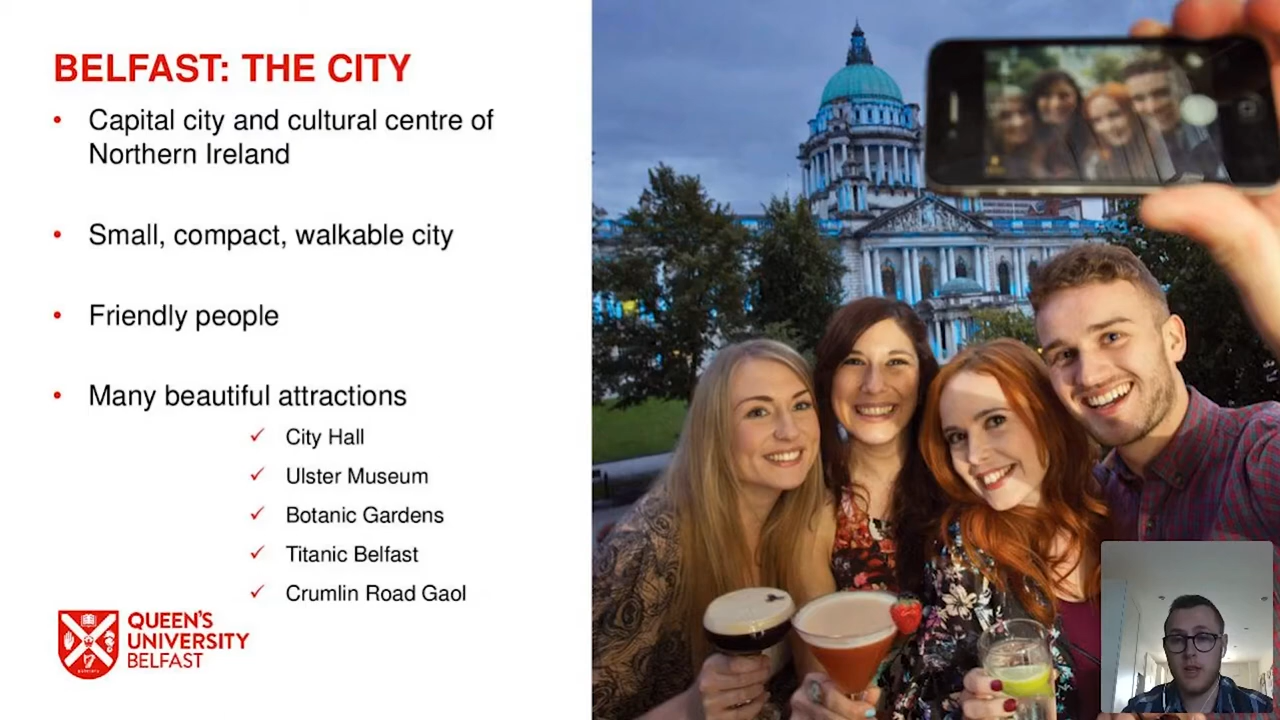 BELFAST: THE CITY
• Capital city and cultural centre of
Northern Ireland
• Small, compact, walkable city
• Friendly people
• Many beautiful attractions
✓ City Hall
✓ Ulster Museum
✓ Botanic Gardens
✓ Titanic Belfast
✓ Crumlin Road Gaol
QUEEN'S
UNIVERSITY
BELFAST